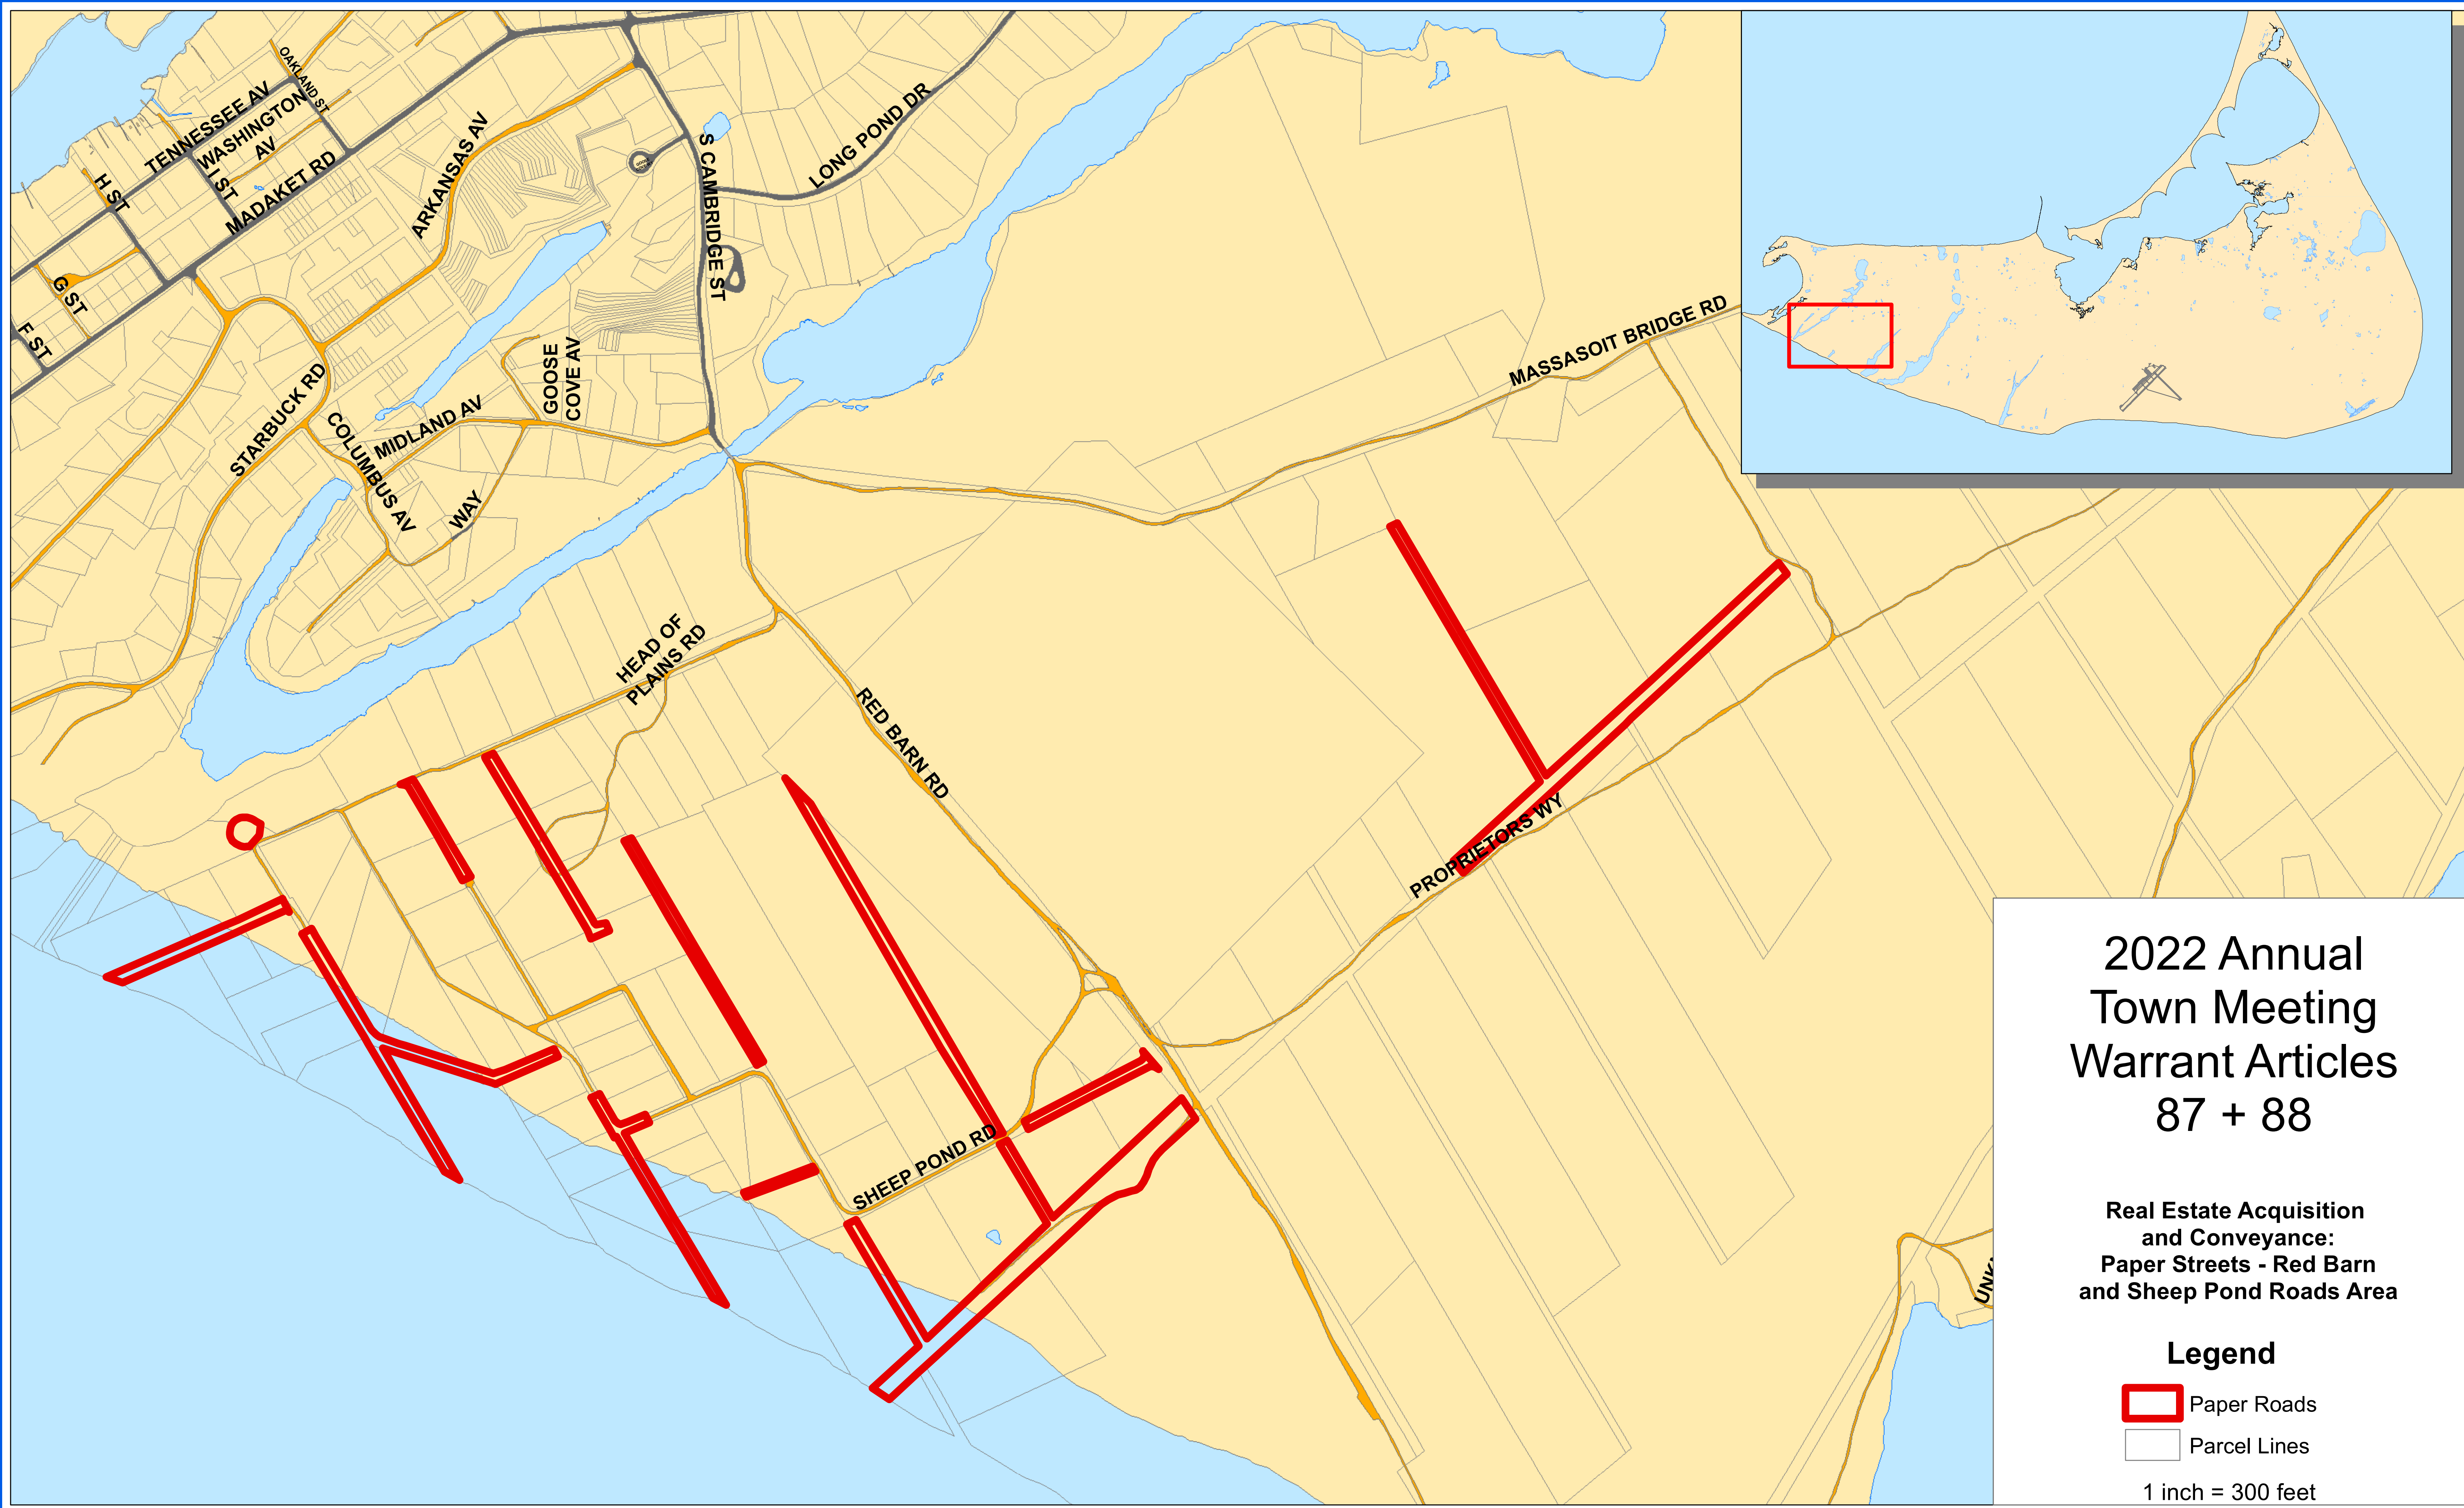 OAKLAND ST
TENNESSEE AV
WASHINGTON
AV
I ST
H ST
MADAKET RD
ARKANSAS AV
S CAMBRIDGE ST
LONG POND DR
G ST
F ST
STARBUCK RD
COLUMBUS AV
MIDLAND AV
GOOSE
COVE AV
WAY
MASSASOIT BRIDGE RD
HEAD OF
PLAINS RD
RED BARN RD
PROPRIETORS WY
SHEEP POND RD
2022 Annual
Town Meeting
Warrant Articles
87 + 88
Real Estate Acquisition
and Conveyance:
Paper Streets - Red Barn
and Sheep Pond Roads Area
Legend
Paper Roads
Parcel Lines
1 inch = 300 feet